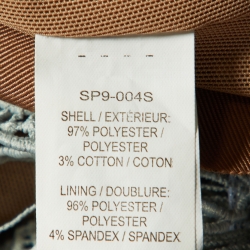 SP9-004S
SHELL / EXTÉRIEUR:
97% POLYESTER /
POLYESTER
3% COTTON / COTON
LINING / DOUBLURE:
96% POLYESTER /
POLYESTER
4% SPANDEX / SPANDEX